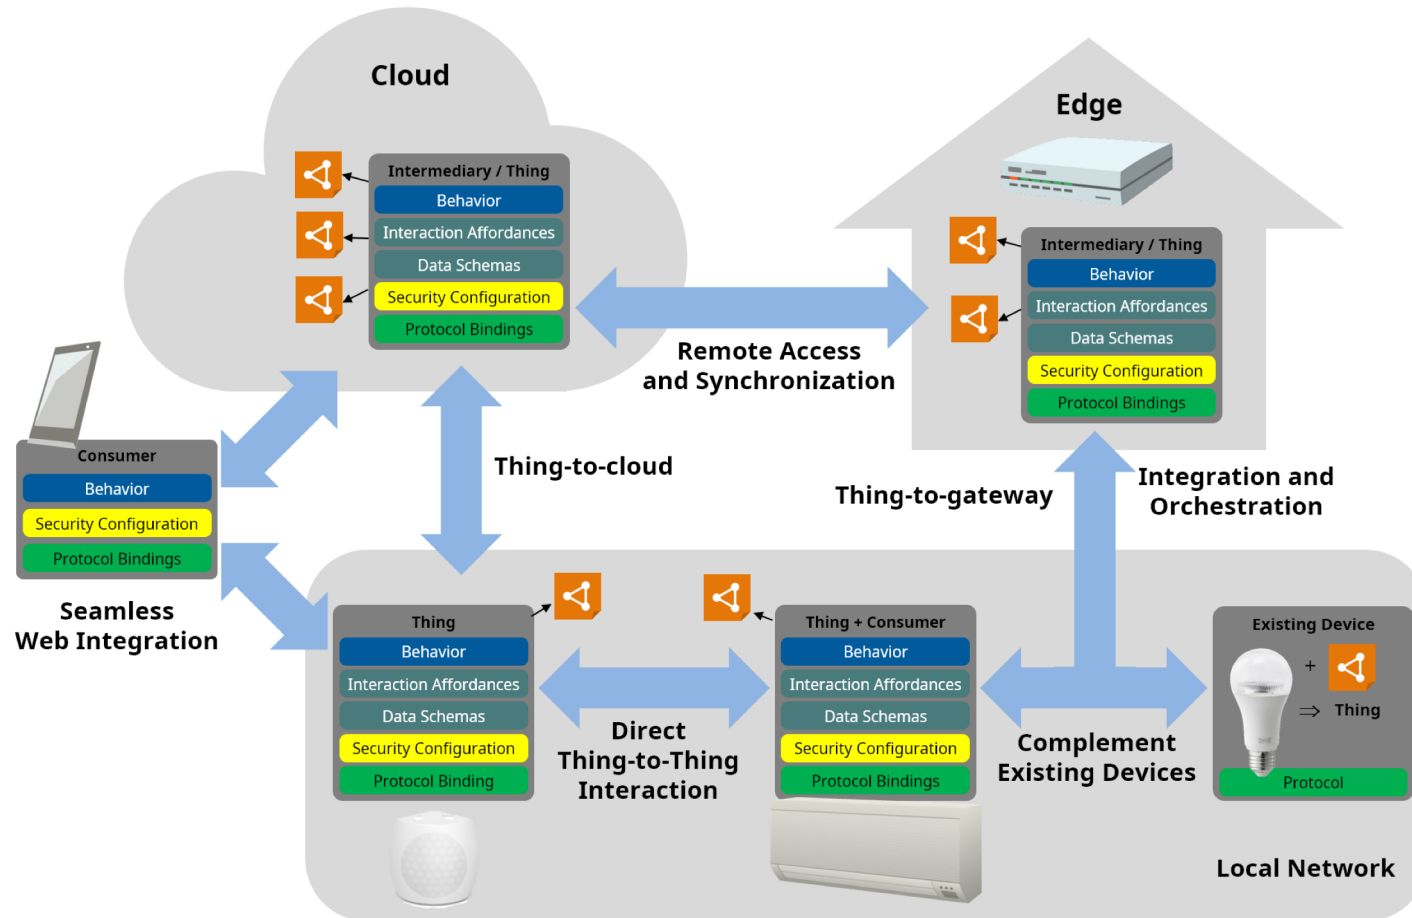 Cloud
Intermediary / Thing
Behavior
Interaction Affordances
Data Schemas
Security Configuration
Protocol Bindings
Edge
Intermediary / Thing
Behavior
Interaction Affordances
Data Schemas
Security Configuration
Protocol Bindings
Remote Access
and Synchronization
Consumer
Behavior
Security Configuration
Protocol Bindings
Seamless
Web Integration
Thing-to-cloud
Thing-to-gateway
Integration and
Orchestration
Thing
Behavior
Interaction Affordances
Data Schemas
Security Configuration
Protocol Binding
Direct
Thing-to-Thing
Interaction
Thing + Consumer
Behavior
Interaction Affordances
Data Schemas
Security Configuration
Protocol Bindings
Complement
Existing Devices
Existing Device
+
⇒ Thing
Protocol
Local Network